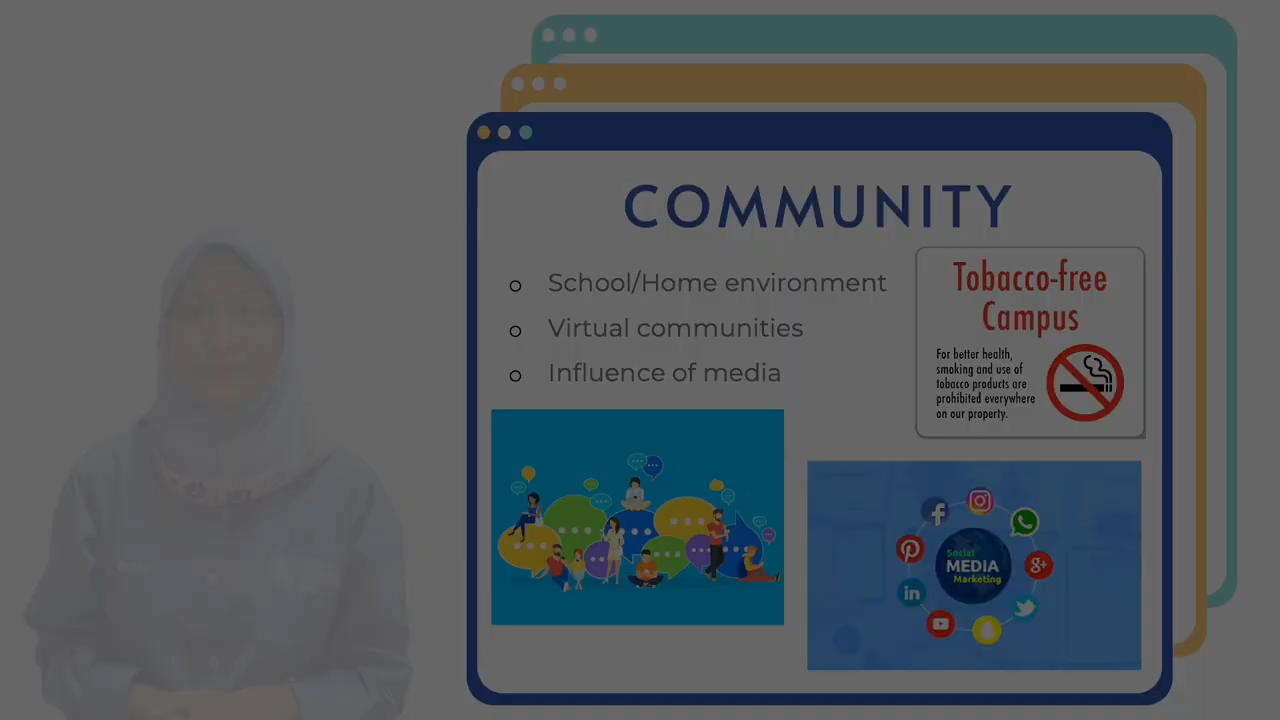 COMMUNITY
School/Home environment
Virtual communities
Influence of media
Tobacco-free
Campus
For better health,
smoking and use of
tobacco products are
prohibited everywhere
on our property.
Social
MEDIA
Marketing